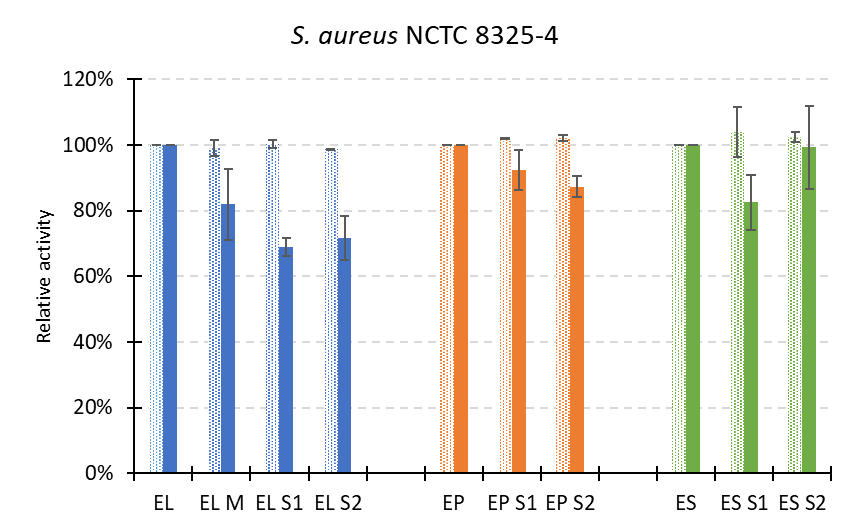 S. aureus NCTC 8325-4
120%
100%
80%
60%
40%
20%
0%
Relative activity
EL EL M EL S1 EL S2 EP EP S1 EP S2 ES ES S1 ES S2